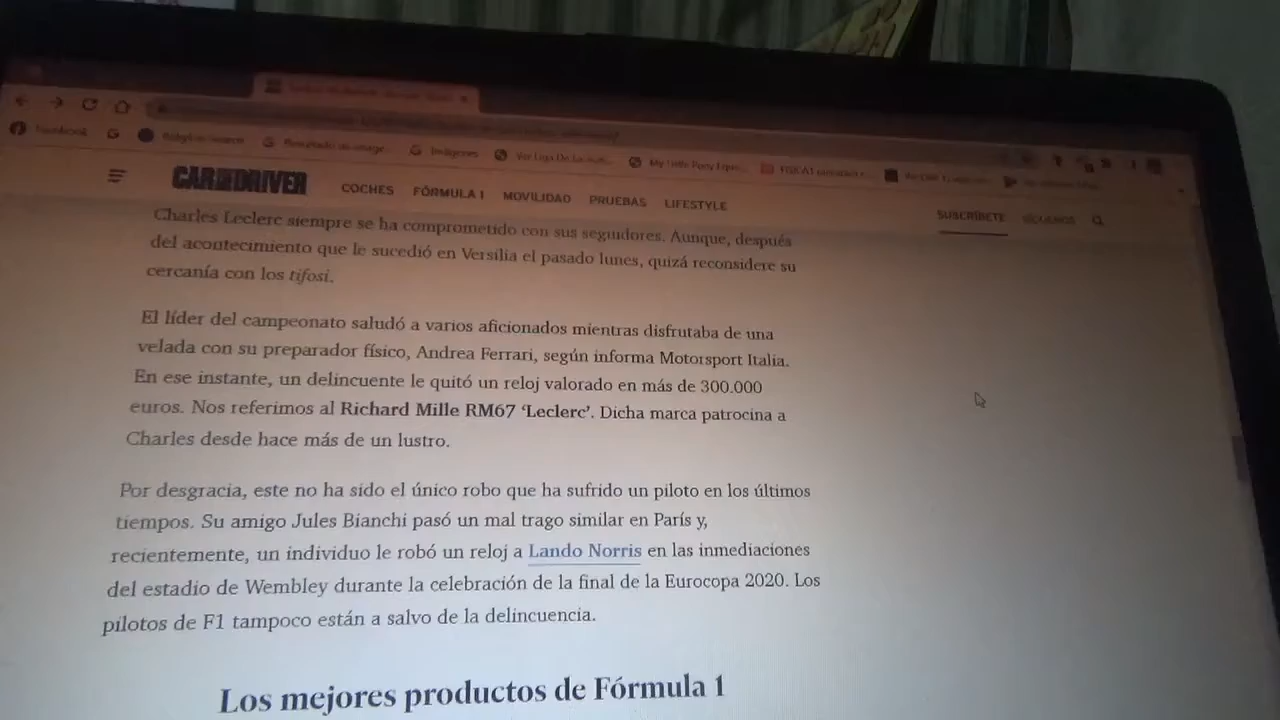 Facebook
Imágenes
CAR AND DRIVER
COCHES FÓRMULA 1 MOVILIDAD PRUEBAS LIFESTYLE
SUSCRÍBETE SÍGUENOS
Charles Leclerc siempre se ha comprometido con sus seguidores. Aunque, después
del acontecimiento que le sucedió en Versilia el pasado lunes, quizá reconsidere su
cercanía con los tifosi.
El líder del campeonato saludó a varios aficionados mientras disfrutaba de una
velada con su preparador físico, Andrea Ferrari, según informa Motorsport Italia.
En ese instante, un delincuente le quitó un reloj valorado en más de 300.000
euros. Nos referimos al Richard Mille RM67 ‘Leclerc’. Dicha marca patrocina a
Charles desde hace más de un lustro.
Por desgracia, este no ha sido el único robo que ha sufrido un piloto en los últimos
tiempos. Su amigo Jules Bianchi pasó un mal trago similar en París y,
recientemente, un individuo le robó un reloj a Lando Norris en las inmediaciones
del estadio de Wembley durante la celebración de la final de la Eurocopa 2020. Los
pilotos de F1 tampoco están a salvo de la delincuencia.
Los mejores productos de Fórmula 1